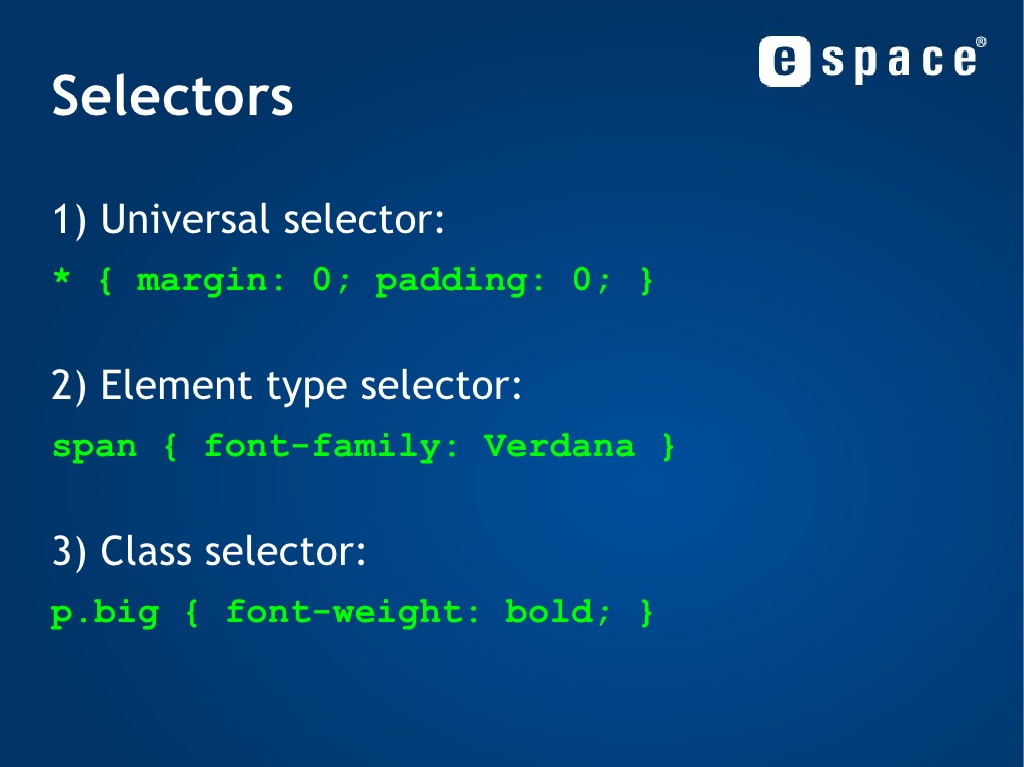 espace®
Selectors
1) Universal selector:
* { margin: 0; padding: 0; }
2) Element type selector:
span { font-family: Verdana }
3) Class selector:
p.big { font-weight: bold; }